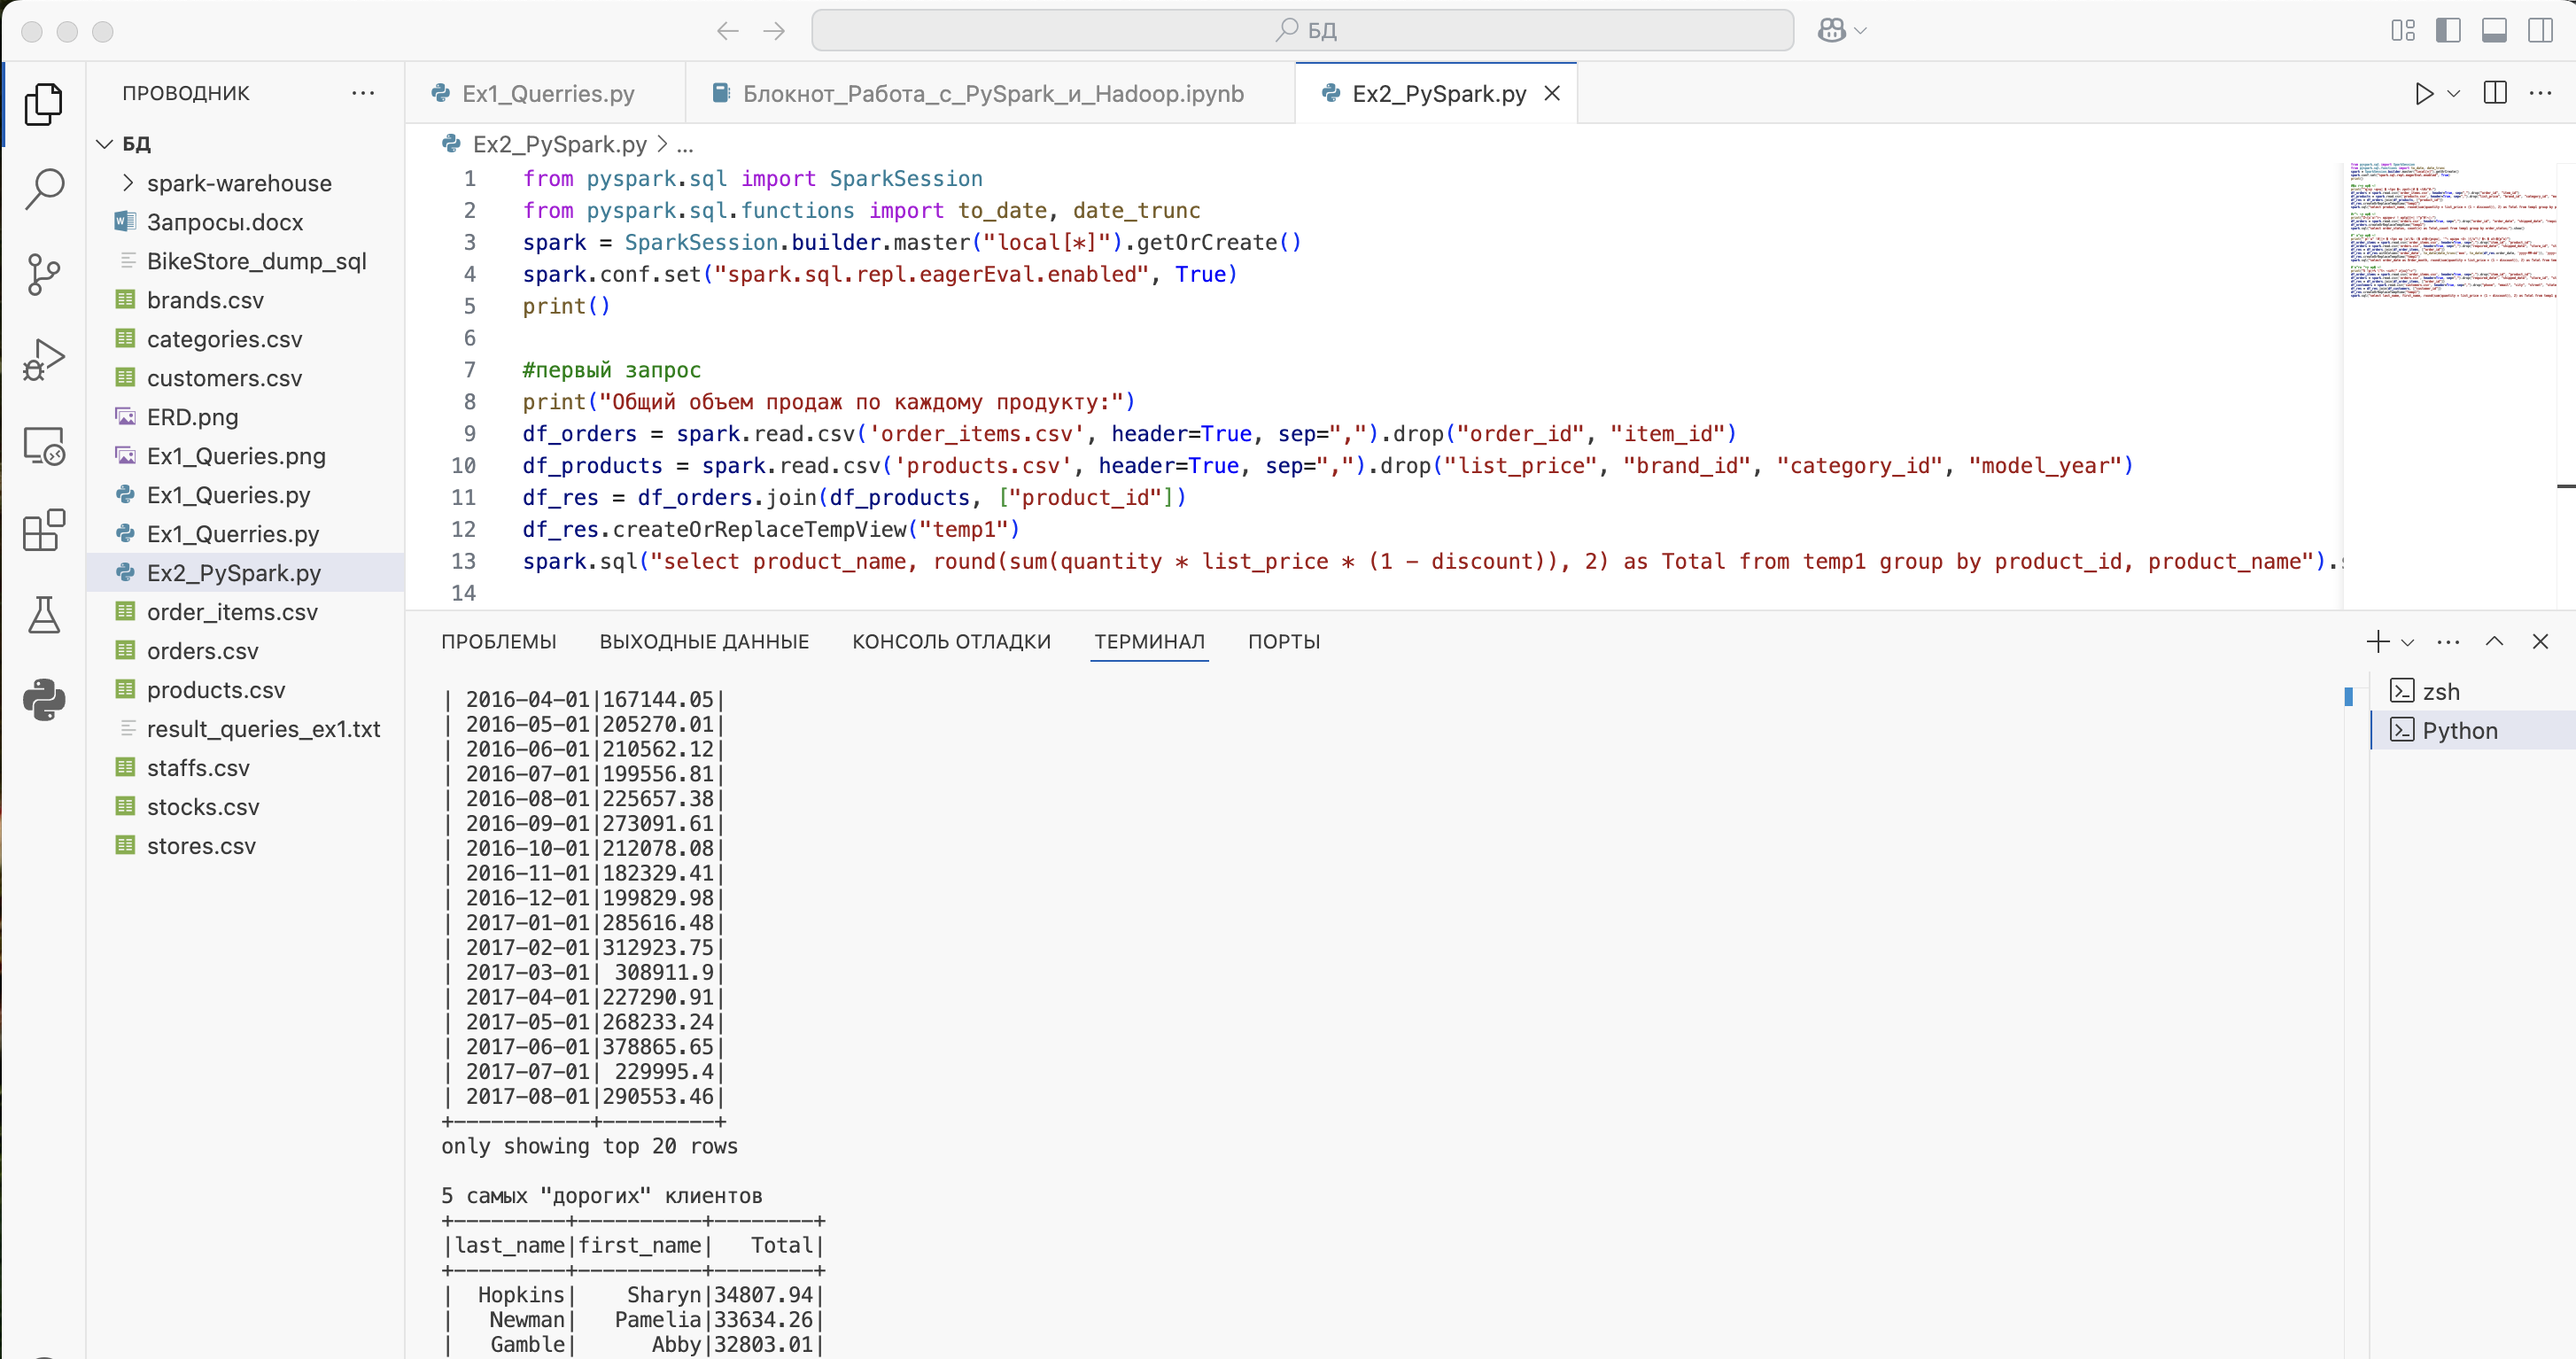 БД
ПРОВОДНИК ...
БД
spark-warehouse
Запросы.docx
BikeStore_dump_sql
brands.csv
categories.csv
customers.csv
ERD.png
Ex1_Queries.png
Ex1_Queries.py
Ex1_Querries.py
Ex2_PySpark.py
order_items.csv
orders.csv
products.csv
result_queries_ex1.txt
staffs.csv
stocks.csv
stores.csv
Ex1_Querries.py
Блокнот_Работа_с_PySpark_и_Hadoop.ipynb
Ex2_PySpark.py
Ex2_PySpark.py > ...
1 from pyspark.sql import SparkSession
2 from pyspark.sql.functions import to_date, date_trunc
3 spark = SparkSession.builder.master("local[*]").getOrCreate()
4 spark.conf.set("spark.sql.repl.eagerEval.enabled", True)
5 print()
6
7 #первый запрос
8 print("Общий объем продаж по каждому продукту:")
9 df_orders = spark.read.csv('order_items.csv', header=True, sep=",").drop("order_id", "item_id")
10 df_products = spark.read.csv('products.csv', header=True, sep=",").drop("list_price", "brand_id", "category_id", "model_year")
11 df_res = df_orders.join(df_products, ["product_id"])
12 df_res.createOrReplaceTempView("temp1")
13 spark.sql("select product_name, round(sum(quantity * list_price * (1 - discount)), 2) as Total from temp1 group by product_id, product_name").
14
ПРОБЛЕМЫ ВЫХОДНЫЕ ДАННЫЕ КОНСОЛЬ ОТЛАДКИ ТЕРМИНАЛ ПОРТЫ
| 2016-04-01|167144.05|
| 2016-05-01|205270.01|
| 2016-06-01|210562.12|
| 2016-07-01|199556.81|
| 2016-08-01|225657.38|
| 2016-09-01|273091.61|
| 2016-10-01|212078.08|
| 2016-11-01|182329.41|
| 2016-12-01|199829.98|
| 2017-01-01|285616.48|
| 2017-02-01|312923.75|
| 2017-03-01| 308911.9|
| 2017-04-01|227290.91|
| 2017-05-01|268233.24|
| 2017-06-01|378865.65|
| 2017-07-01| 229995.4|
| 2017-08-01|290553.46|
+-----------+---------+
only showing top 20 rows
5 самых "дорогих" клиентов
+---------+----------+--------+
|last_name|first_name|   Total|
+---------+----------+--------+
|  Hopkins|    Sharyn|34807.94|
|   Newman|   Pamelia|33634.26|
|   Gamble|      Abby|32803.01|
zsh
Python